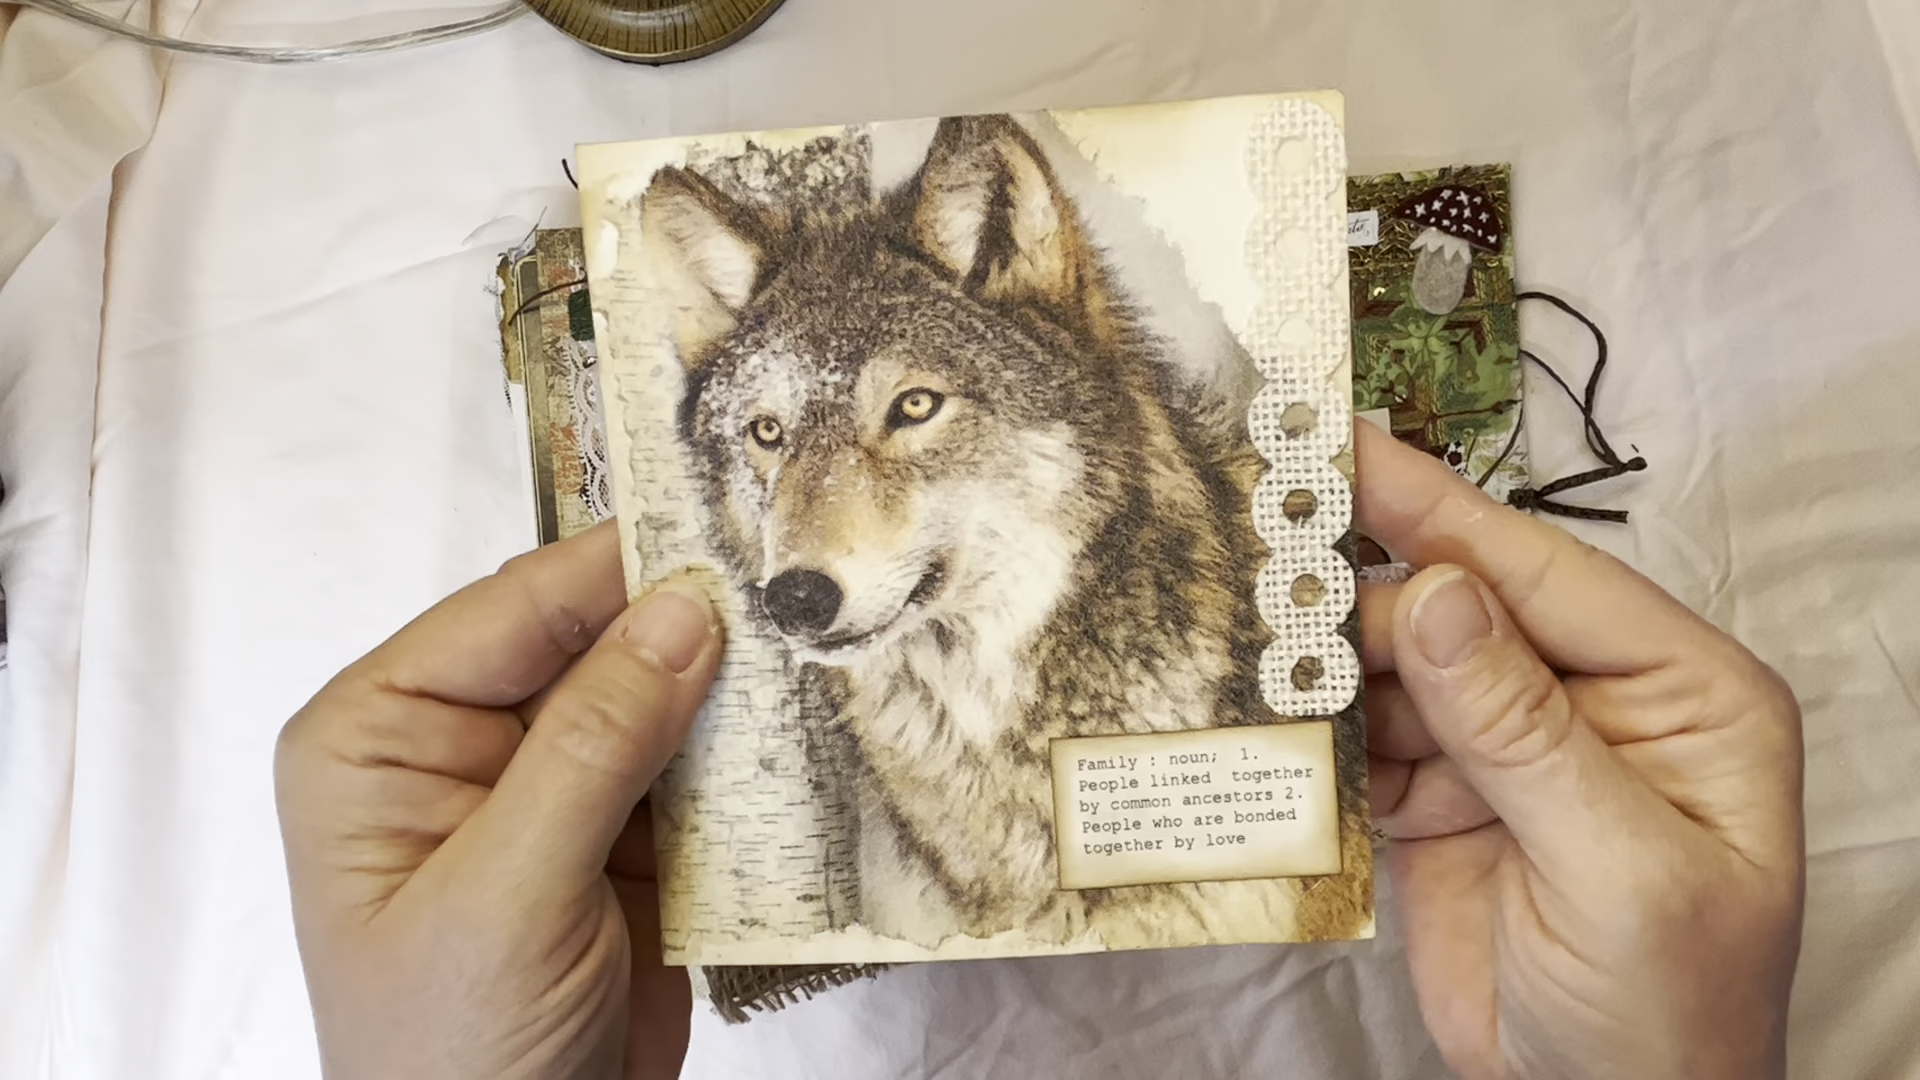 Family : noun; 1.
People linked together
by common ancestors 2.
People who are bonded
together by love